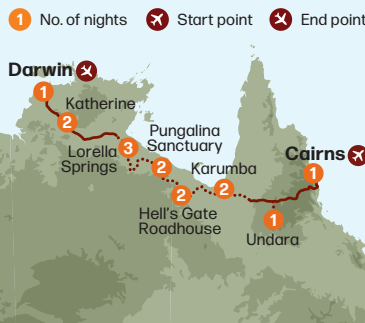 1 No. of nights Start point End point
Darwin
1
Katherine
2
Pungalina
Sanctuary
Lorella
Springs
3
2
Karumba
2
Cairns
1
2
Hell's Gate
Roadhouse
1
Undara